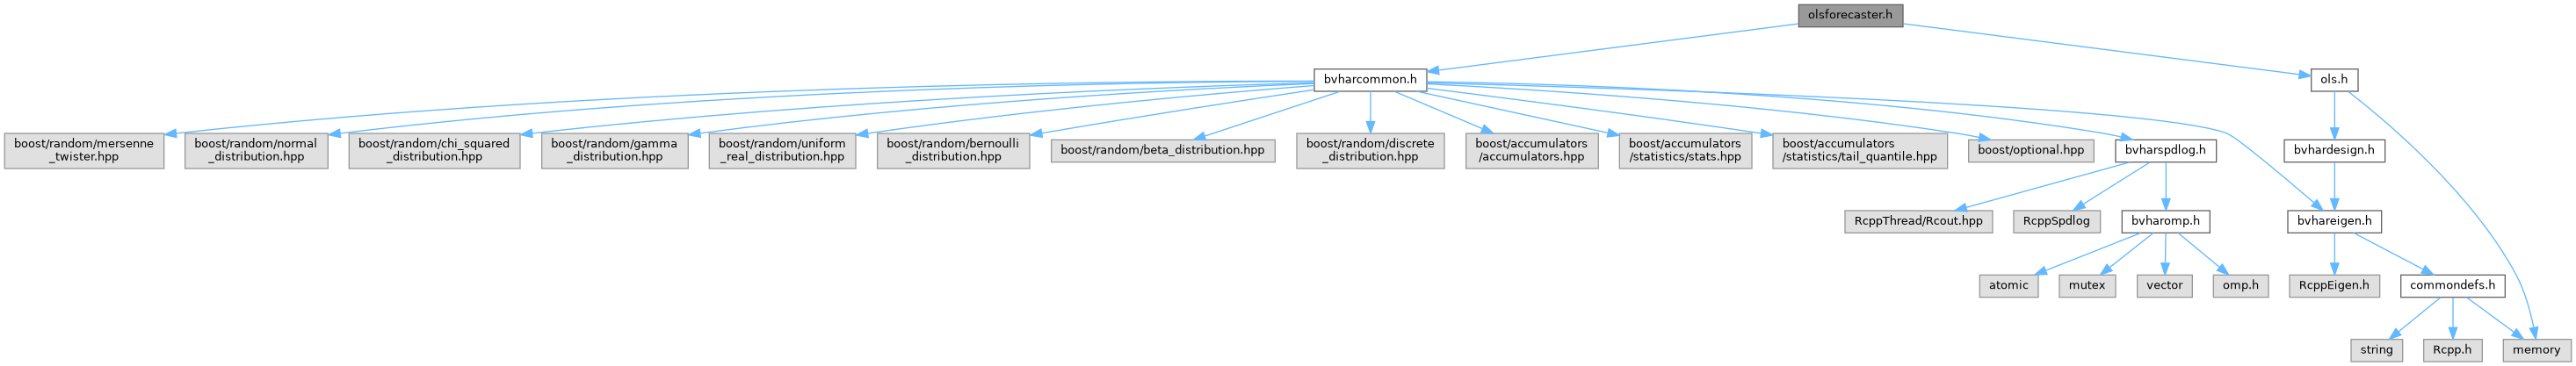 olsforecaster.h
bvharcommon.h
ols.h
boost/random/mersenne
_twister.hpp
boost/random/normal
_distribution.hpp
boost/random/chi_squared
_distribution.hpp
boost/random/gamma
_distribution.hpp
boost/random/uniform
_real_distribution.hpp
boost/random/bernoulli
_distribution.hpp
boost/random/beta_distribution.hpp
boost/random/discrete
_distribution.hpp
boost/accumulators
/accumulators.hpp
boost/accumulators
/statistics/stats.hpp
boost/accumulators
/statistics/tail_quantile.hpp
boost/optional.hpp
bvharspdlog.h
bvhardesign.h
RcppThread/Rcout.hpp
RcppSpdlog
bvharomp.h
bvhareigen.h
atomic
mutex
vector
omp.h
RcppEigen.h
commondefs.h
string
Rcpp.h
memory